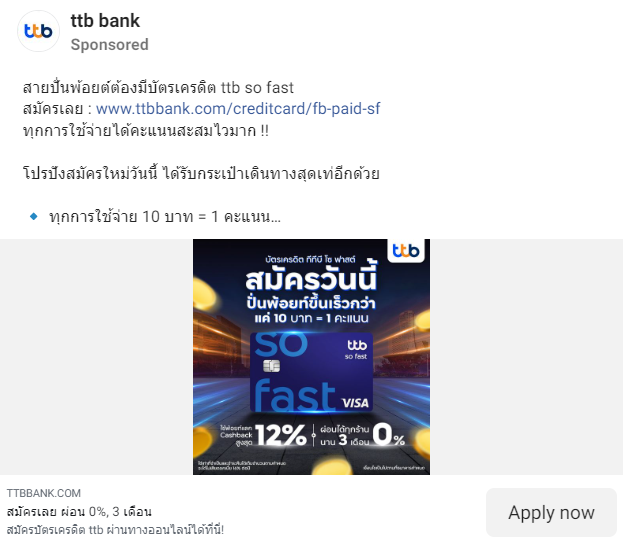 ttb bank
Sponsored
สายปั่นพ้อยต์ต้องมีบัตรเครดิต ttb so fast
สมัครเลย : www.ttbbank.com/creditcard/fb-paid-sf
ทุกการใช้จ่ายได้คะแนนสะสมไวมาก !!
โปรปังสมัครใหม่วันนี้ ได้รับกระเป๋าเดินทางสุดเท่อีกด้วย
🔹 ทุกการใช้จ่าย 10 บาท = 1 คะแนน...
ttb
บัตรเครดิต ทีทีบี โซ ฟาสต์
สมัครวันนี้
ปั่นพ้อยท์ขึ้นเร็วกว่า
แค่ 10 บาท = 1 คะแนน
so fast
ttb
so fast
VISA
ใช้พ้อยท์แลก Cashback สูงสุด 12%
ผ่อนได้ทุกร้าน นาน 3 เดือน 0%
TTBBANK.COM
สมัครเลย ผ่อน 0%, 3 เดือน
สมัครบัตรเครดิต ttb ผ่านทางออนไลน์ได้ที่นี่!
Apply now